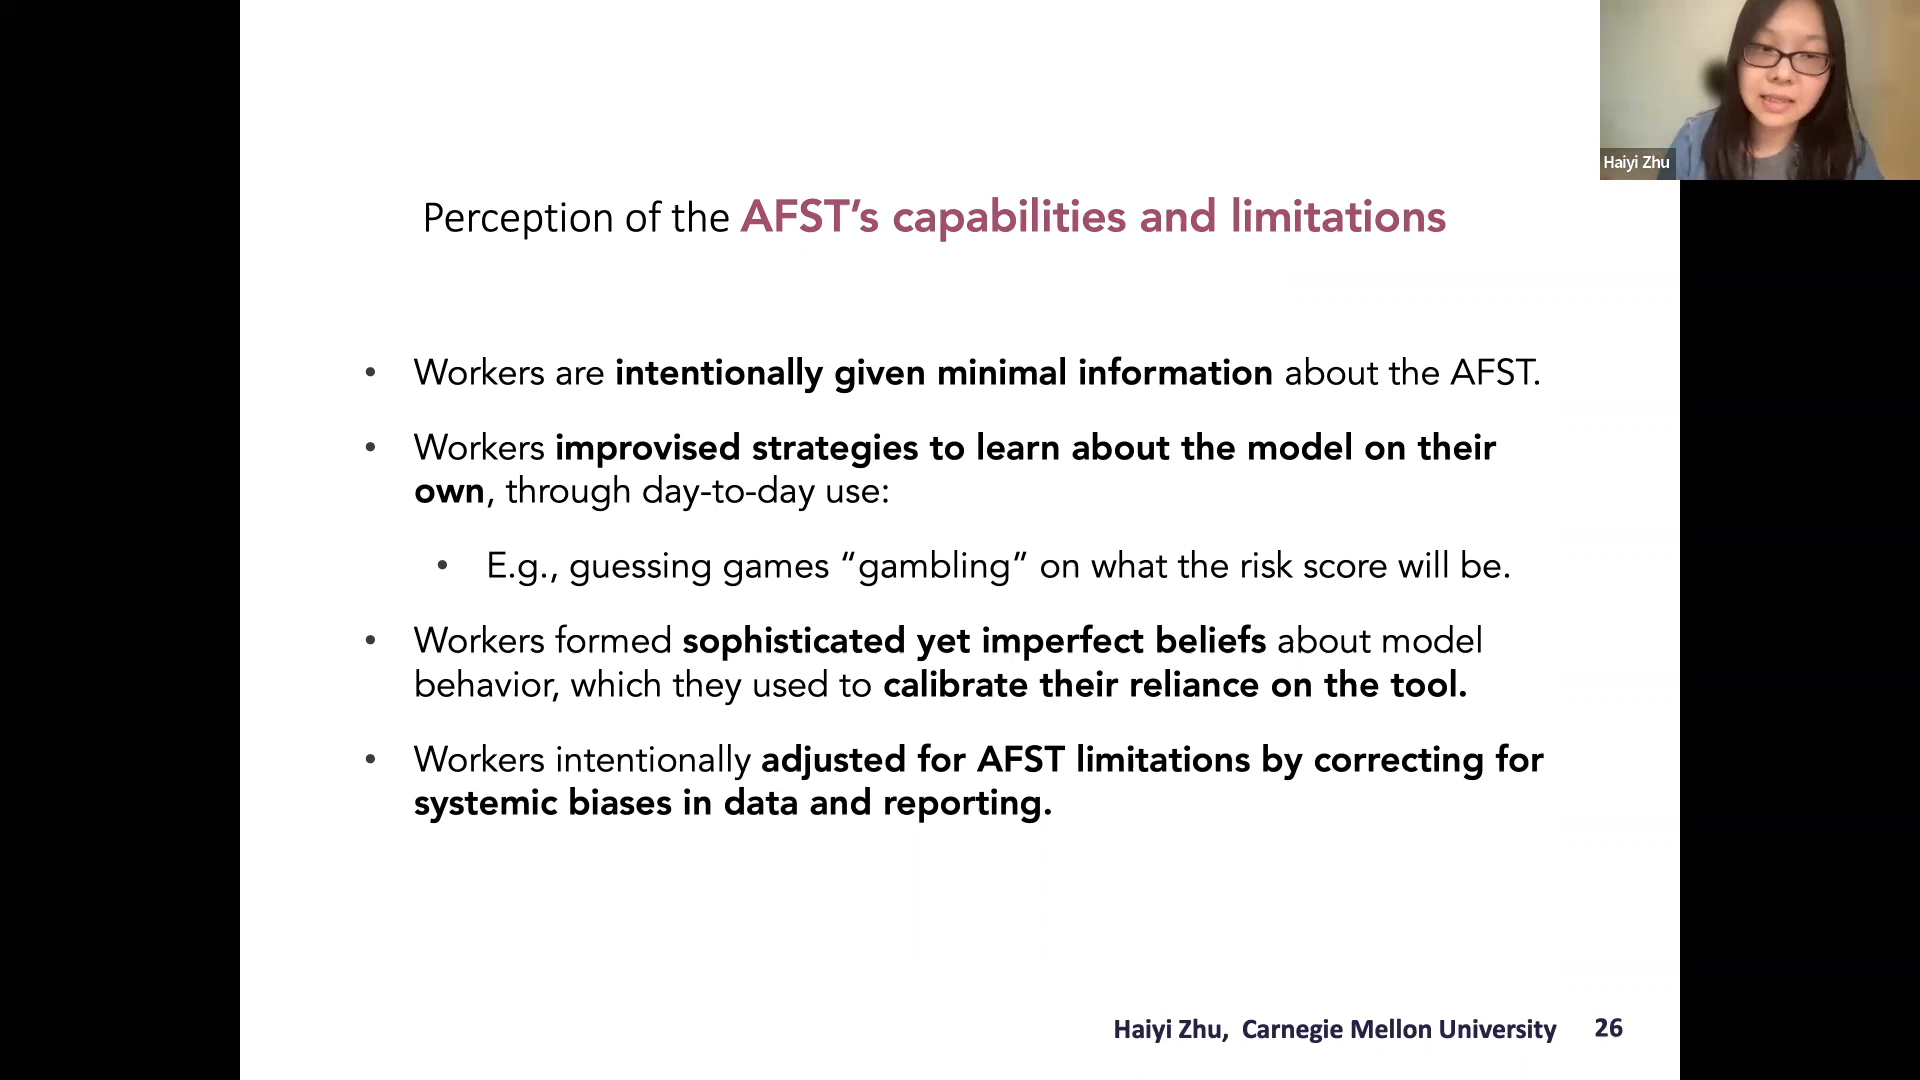 Haiyi Zhu
Perception of the AFST’s capabilities and limitations
• Workers are intentionally given minimal information about the AFST.
• Workers improvised strategies to learn about the model on their
own, through day-to-day use:
• E.g., guessing games “gambling” on what the risk score will be.
• Workers formed sophisticated yet imperfect beliefs about model
behavior, which they used to calibrate their reliance on the tool.
• Workers intentionally adjusted for AFST limitations by correcting for
systemic biases in data and reporting.
Haiyi Zhu, Carnegie Mellon University 26